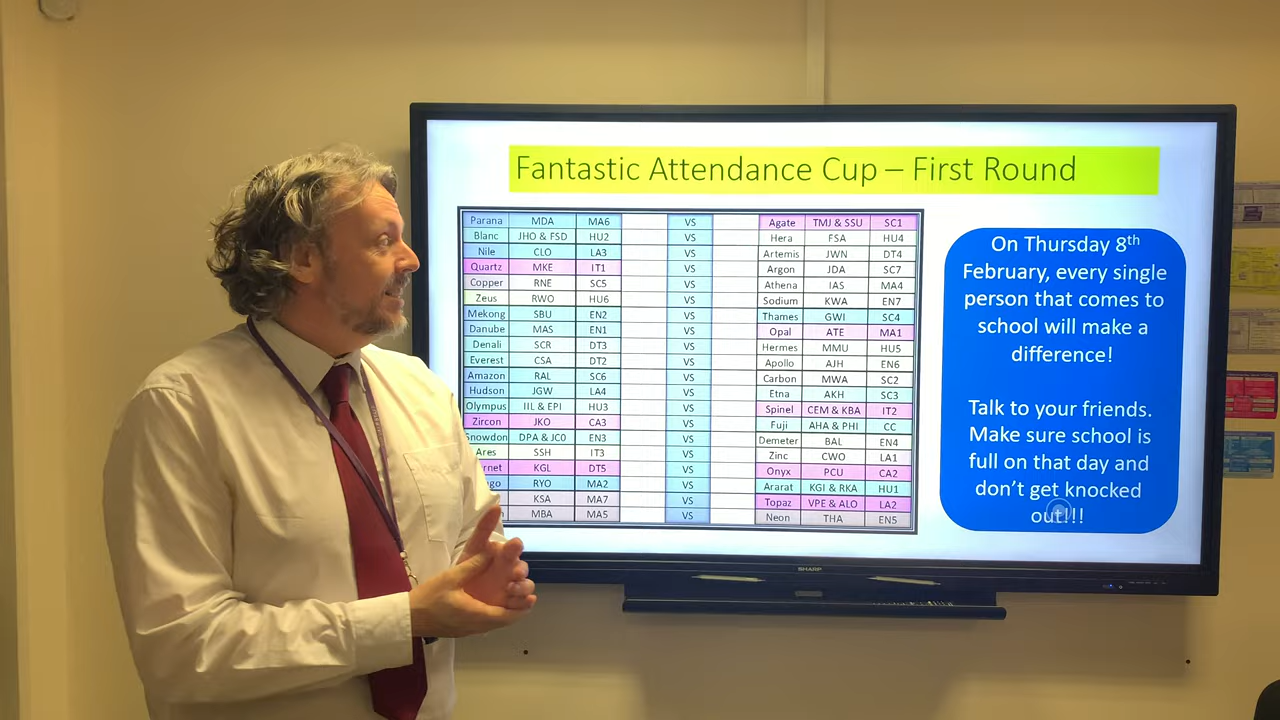 Fantastic Attendance Cup – First Round
Parana MDA MA6 VS Agate TMJ & SSU SC1
Blanc JHO & FSD HU2 VS Hera FSA HU4
Nile CLO LA3 VS Artemis JWN DT4
Quartz MKE IT1 VS Argon JDA SC7
Copper RNE SC5 VS Athena IAS MA4
Zeus RWO HU6 VS Sodium KWA EN7
Mekong SBU EN2 VS Thames GWI SC4
Danube MAS EN1 VS Opal ATE MA1
Denali SCR DT3 VS Hermes MMU HU5
Everest CSA DT2 VS Apollo AJH EN6
Amazon RAL SC6 VS Carbon MWA SC2
Hudson JGW LA4 VS Etna AKH SC3
Olympus IIL & EPI HU3 VS Spinel CEM & KBA IT2
Zircon JKO CA3 VS Fuji AHA & PHI CC
Snowdon DPA & JC0 EN3 VS Demeter BAL EN4
Ares SSH IT3 VS Zinc CWO LA1
rnet KGL DT5 VS Onyx PCU CA2
RYO MA2 VS Ararat KGI & RKA HU1
KSA MA7 VS Topaz VPE & ALO LA2
MBA MA5 VS Neon THA EN5
On Thursday 8th
February, every single
person that comes to
school will make a
difference!
Talk to your friends.
Make sure school is
full on that day and
don't get knocked
out!!!
SHARP